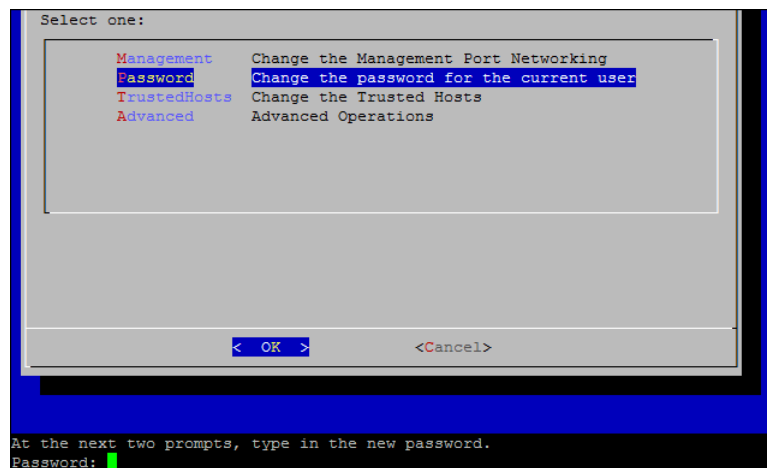 Select one:
Management Change the Management Port Networking
Password Change the password for the current user
TrustedHosts Change the Trusted Hosts
Advanced Advanced Operations
< OK > <Cancel>
At the next two prompts, type in the new password.
Password: